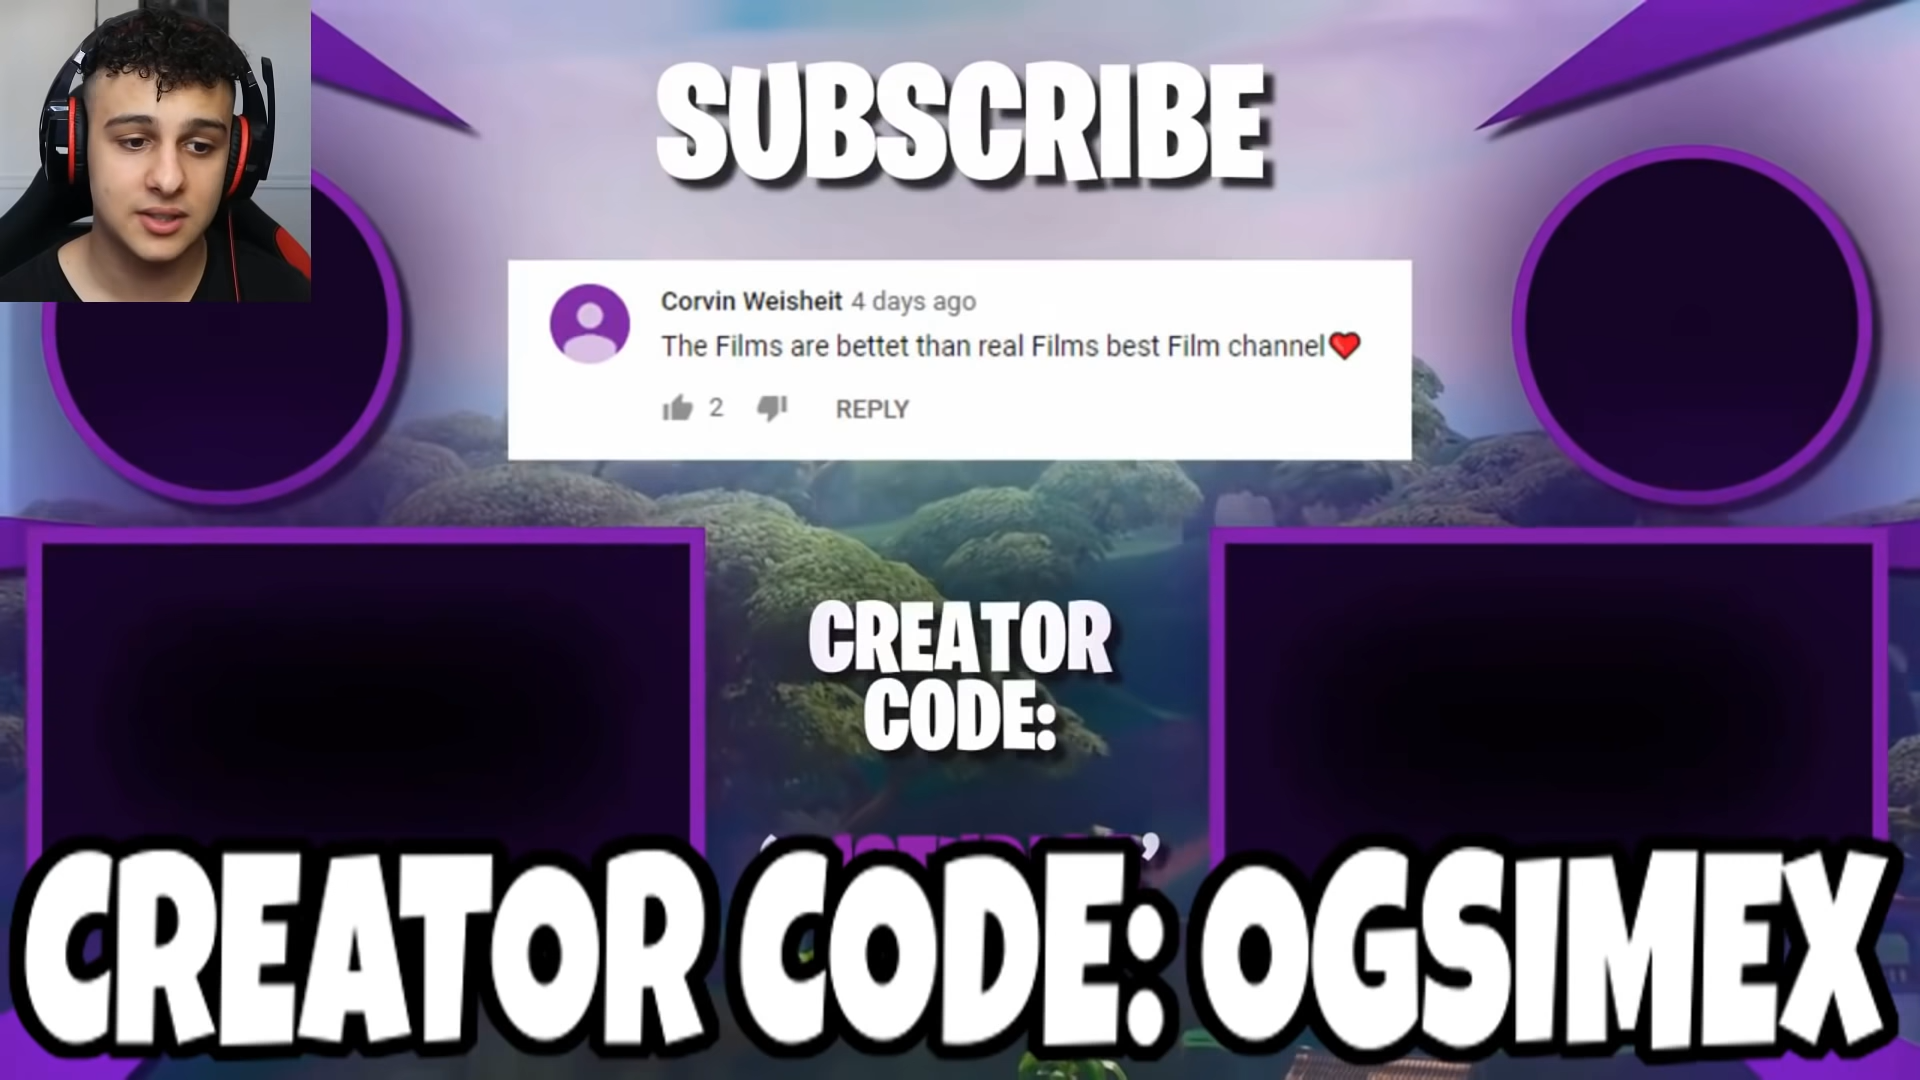 SUBSCRIBE
Corvin Weisheit 4 days ago
The Films are bettet than real Films best Film channel❤️
2 REPLY
CREATOR
CODE:
CREATOR CODE: OGSIMEX